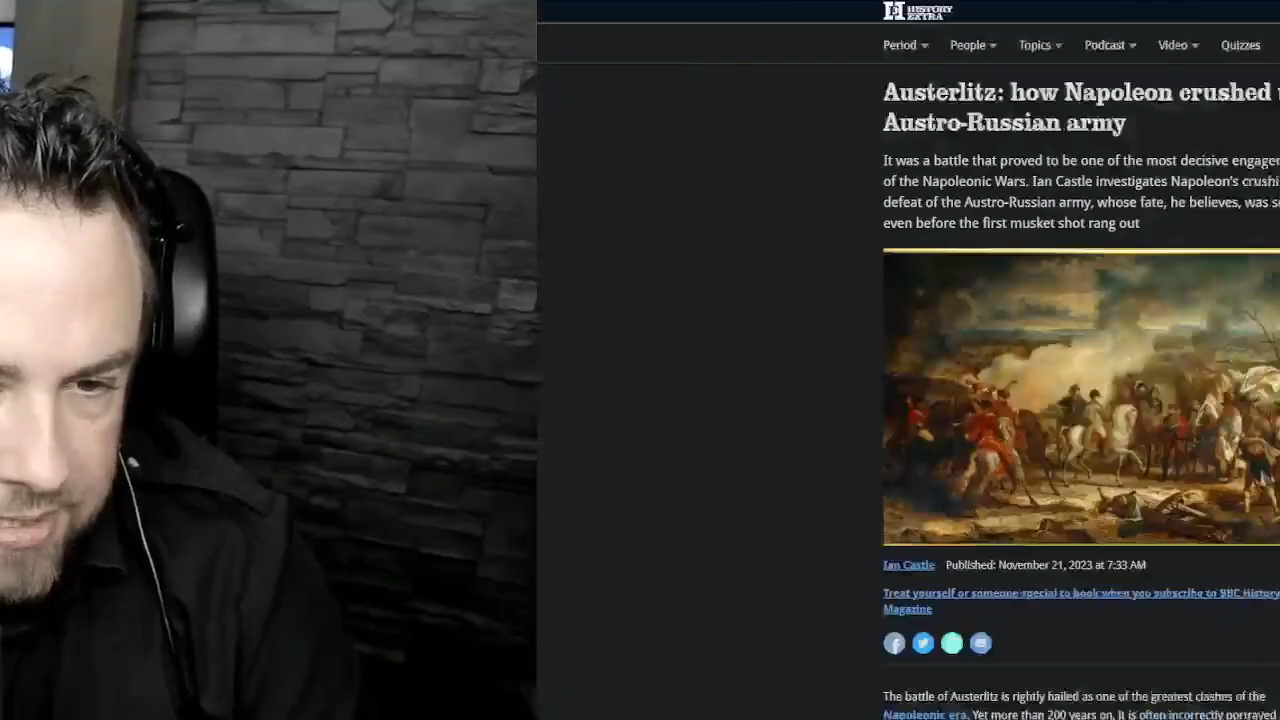 HISTORY
EXTRA
Period People Topics Podcast Video Quizzes
Austerlitz: how Napoleon crushed
Austro-Russian army
It was a battle that proved to be one of the most decisive
of the Napoleonic Wars. Ian Castle investigates Napoleon's
defeat of the Austro-Russian army, whose fate, he believes, was
even before the first musket shot rang out
Ian Castle Published: November 21, 2023 at 7:33 AM
Treat yourself or someone special to book when you subscribe to BBC History
Magazine
The battle of Austerlitz is rightly hailed as one of the greatest clashes of the
Napoleonic era. Yet more than 200 years on, it is often incorrectly portrayed